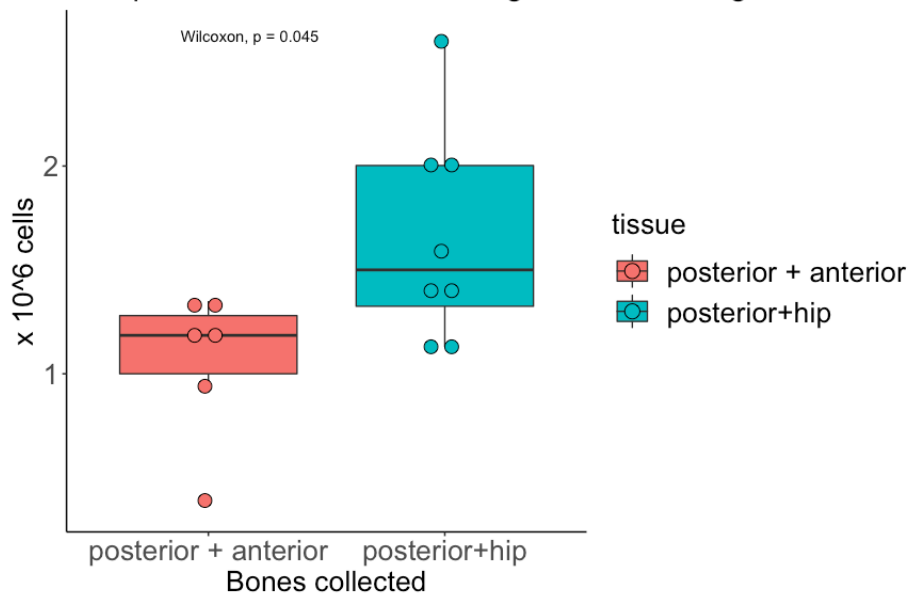 Wilcoxon, p = 0.045
2
1
x 10^6 cells
posterior + anterior
posterior+hip
Bones collected
tissue
posterior + anterior
posterior+hip